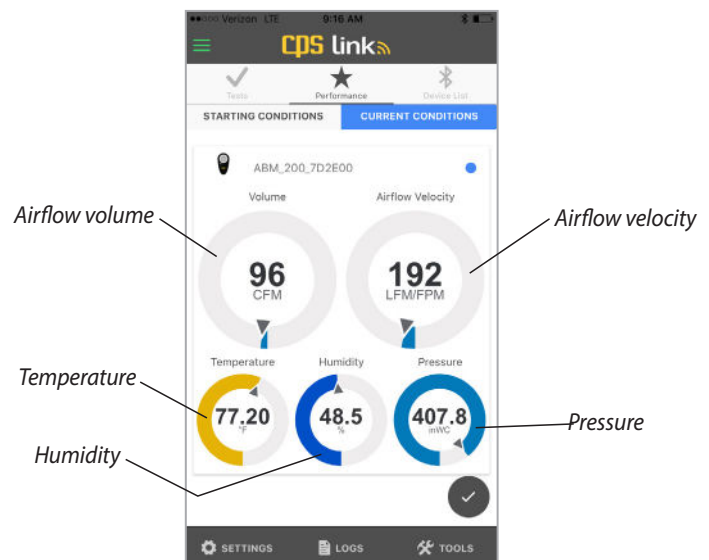 ●●○○○ Verizon LTE 9:16 AM
cps link
Tests Performance Device List
STARTING CONDITIONS CURRENT CONDITIONS
ABM_200_7D2E00
Volume Airflow Velocity
Airflow volume
Airflow velocity
96 192
CFM LFM/FPM
Temperature Humidity Pressure
Temperature
77.20 48.5 407.8
°F % inWC
Pressure
Humidity
SETTINGS LOGS TOOLS